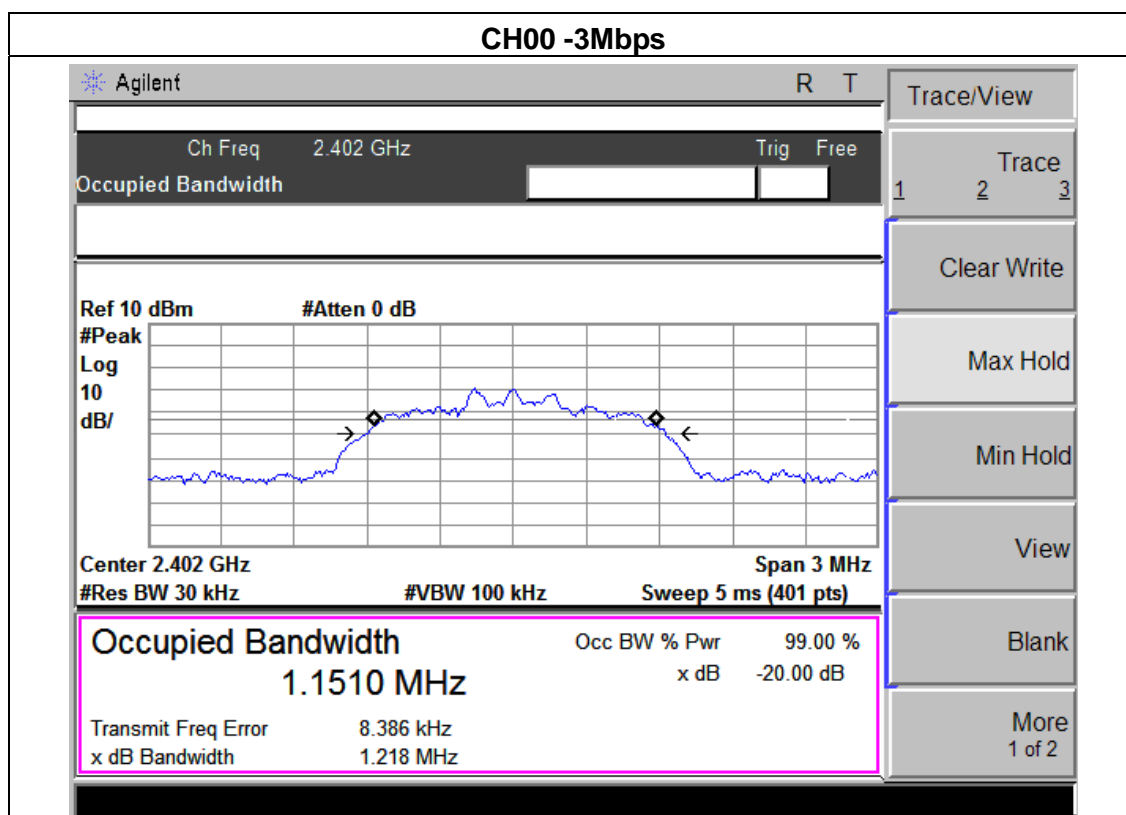 CH00 -3Mbps
Agilent R T
Ch Freq 2.402 GHz Trig Free
Occupied Bandwidth
Ref 10 dBm #Atten 0 dB
#Peak
Log
10
dB/
Center 2.402 GHz Span 3 MHz
#Res BW 30 kHz #VBW 100 kHz Sweep 5 ms (401 pts)
Occupied Bandwidth Occ BW % Pwr 99.00 %
1.1510 MHz x dB -20.00 dB
Transmit Freq Error 8.386 kHz
x dB Bandwidth 1.218 MHz
Trace/View
Trace
1 2 3
Clear Write
Max Hold
Min Hold
View
Blank
More
1 of 2